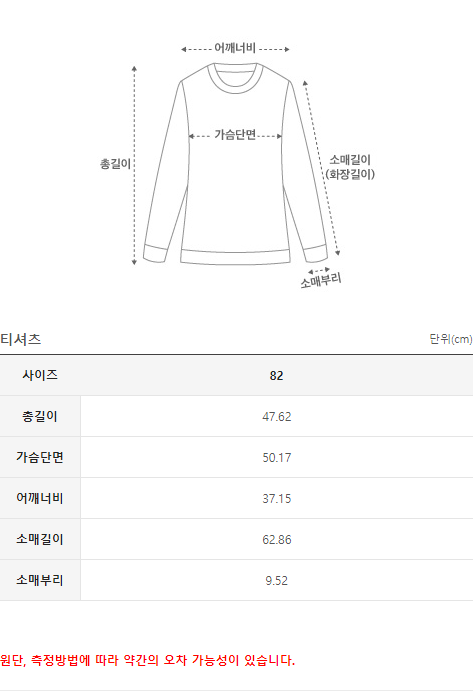 어깨너비
가슴단면
총길이
소매길이
(화장길이)
소매부리
티셔츠 단위(cm)
사이즈 82
총길이 47.62
가슴단면 50.17
어깨너비 37.15
소매길이 62.86
소매부리 9.52
원단, 측정방법에 따라 약간의 오차 가능성이 있습니다.